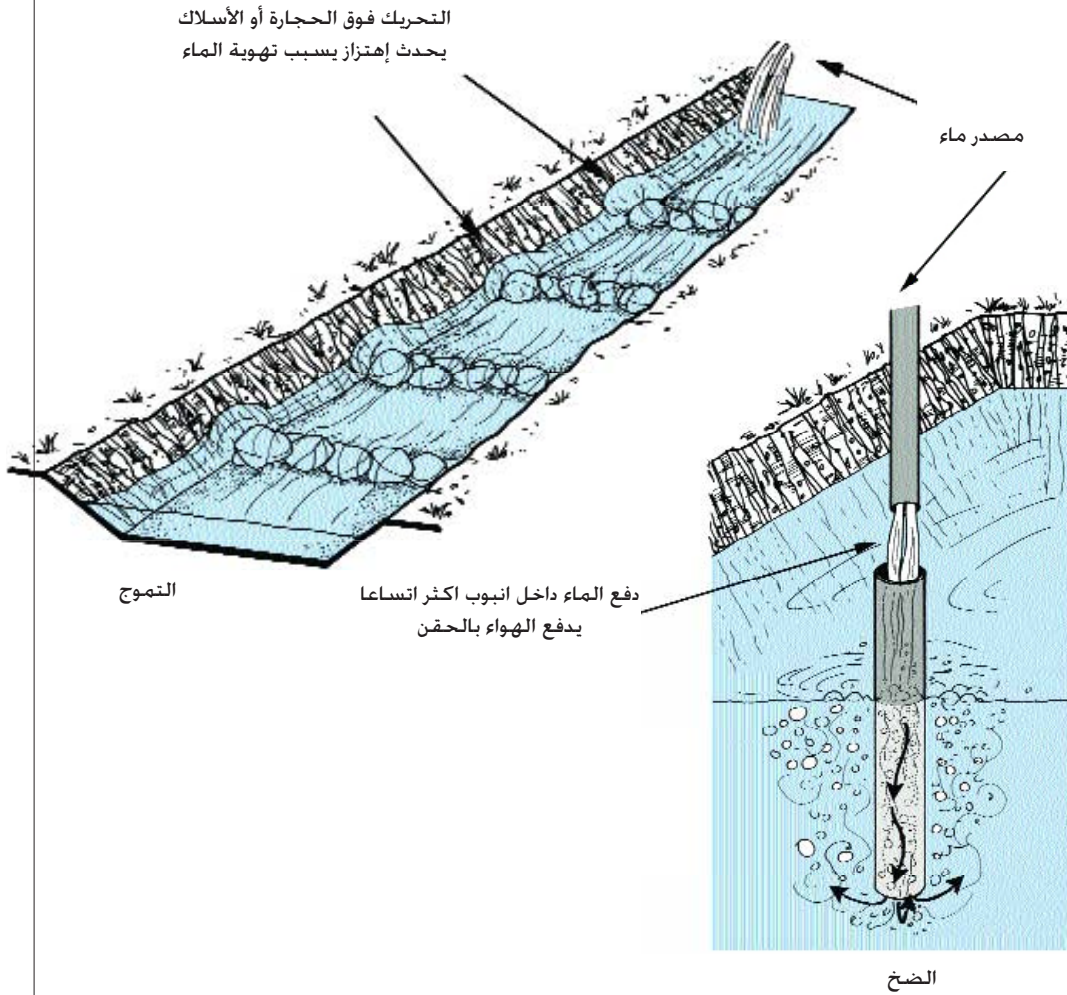 التحريك فوق الحجارة أو الأسلاك
يحدث إهتزاز يسبب تهوية الماء
مصدر ماء
التموج
دفع الماء داخل انبوب اكثر اتساعا
يدفع الهواء بالحقن
الضخ